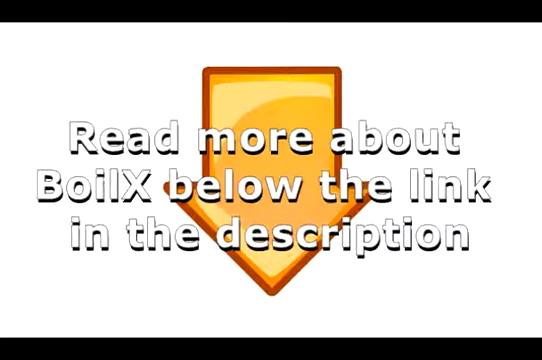 Read more about
BoilX below the link
in the description